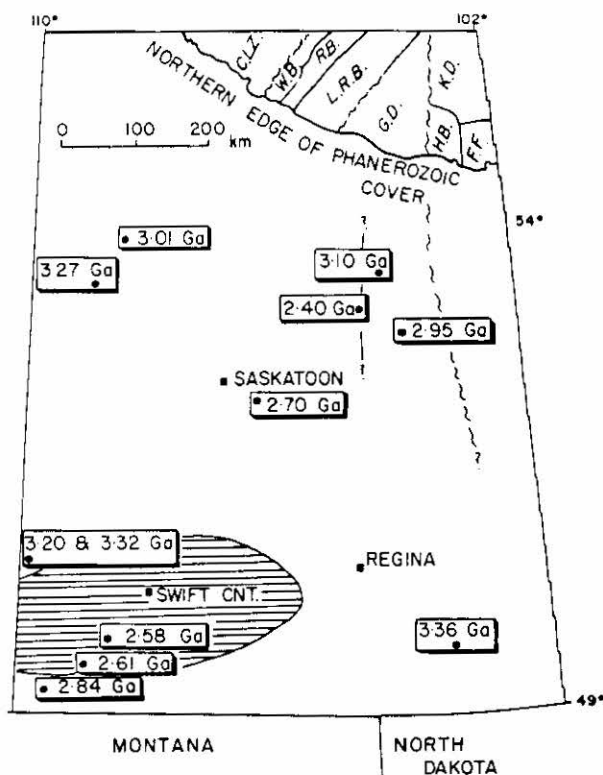 110°
102°
C.I.Z.
W.B.
R.B.
L.R.B.
G.D.
K.D.
H.B.
F.F.
NORTHERN EDGE OF PHANEROZOIC
COVER
0 100 200
km
54°
3·01 Ga
3·27 Ga
3·10 Ga
2·40 Ga
2·95 Ga
SASKATOON
2·70 Ga
3·20 & 3·32 Ga
REGINA
SWIFT CNT.
2·58 Ga
3·36 Ga
2·61 Ga
2·84 Ga
49°
MONTANA
NORTH
DAKOTA